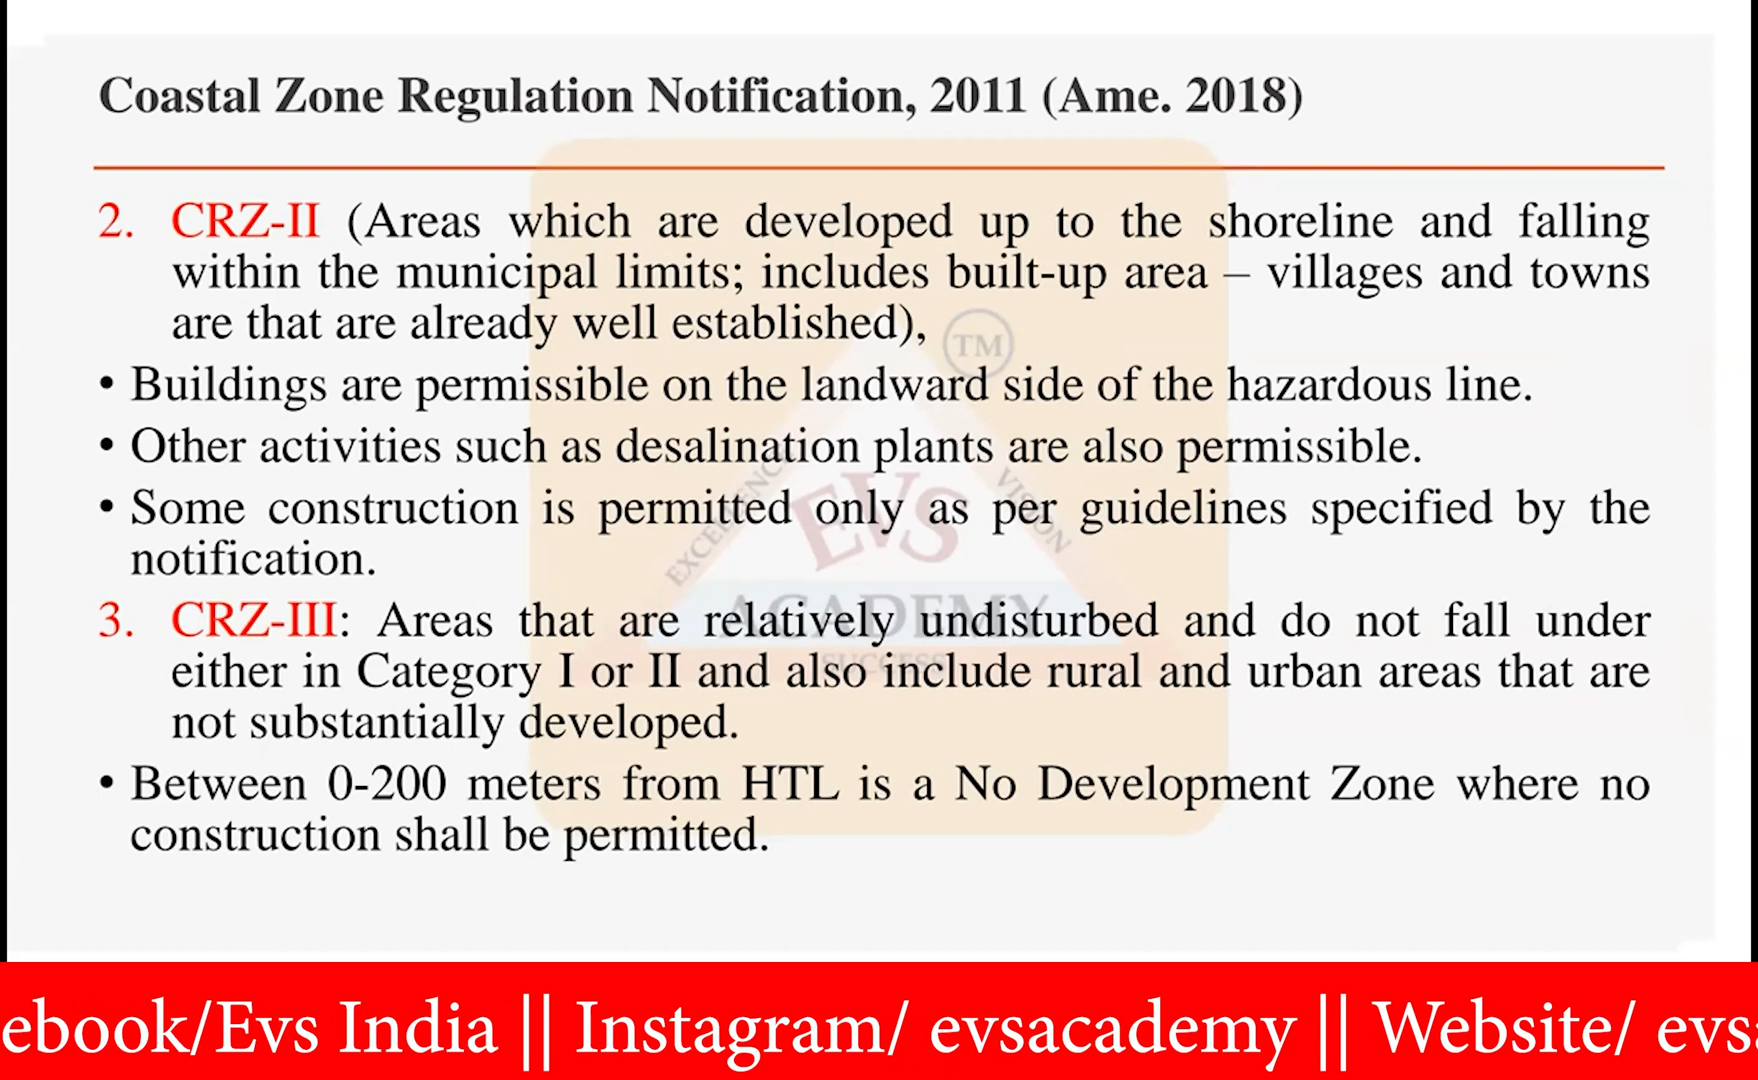 Coastal Zone Regulation Notification, 2011 (Ame. 2018)
2. CRZ-II (Areas which are developed up to the shoreline and falling
within the municipal limits; includes built-up area – villages and towns
are that are already well established),
TM
• Buildings are permissible on the landward side of the hazardous line.
• Other activities such as desalination plants are also permissible.
EXCELLENCE
EVS
VISION
• Some construction is permitted only as per guidelines specified by the
notification.
ACADEMY
3. CRZ-III: Areas that are relatively undisturbed and do not fall under
SUCCESS
either in Category I or II and also include rural and urban areas that are
not substantially developed.
• Between 0-200 meters from HTL is a No Development Zone where no
construction shall be permitted.
ebook/Evs India || Instagram/ evsacademy || Website/ evs